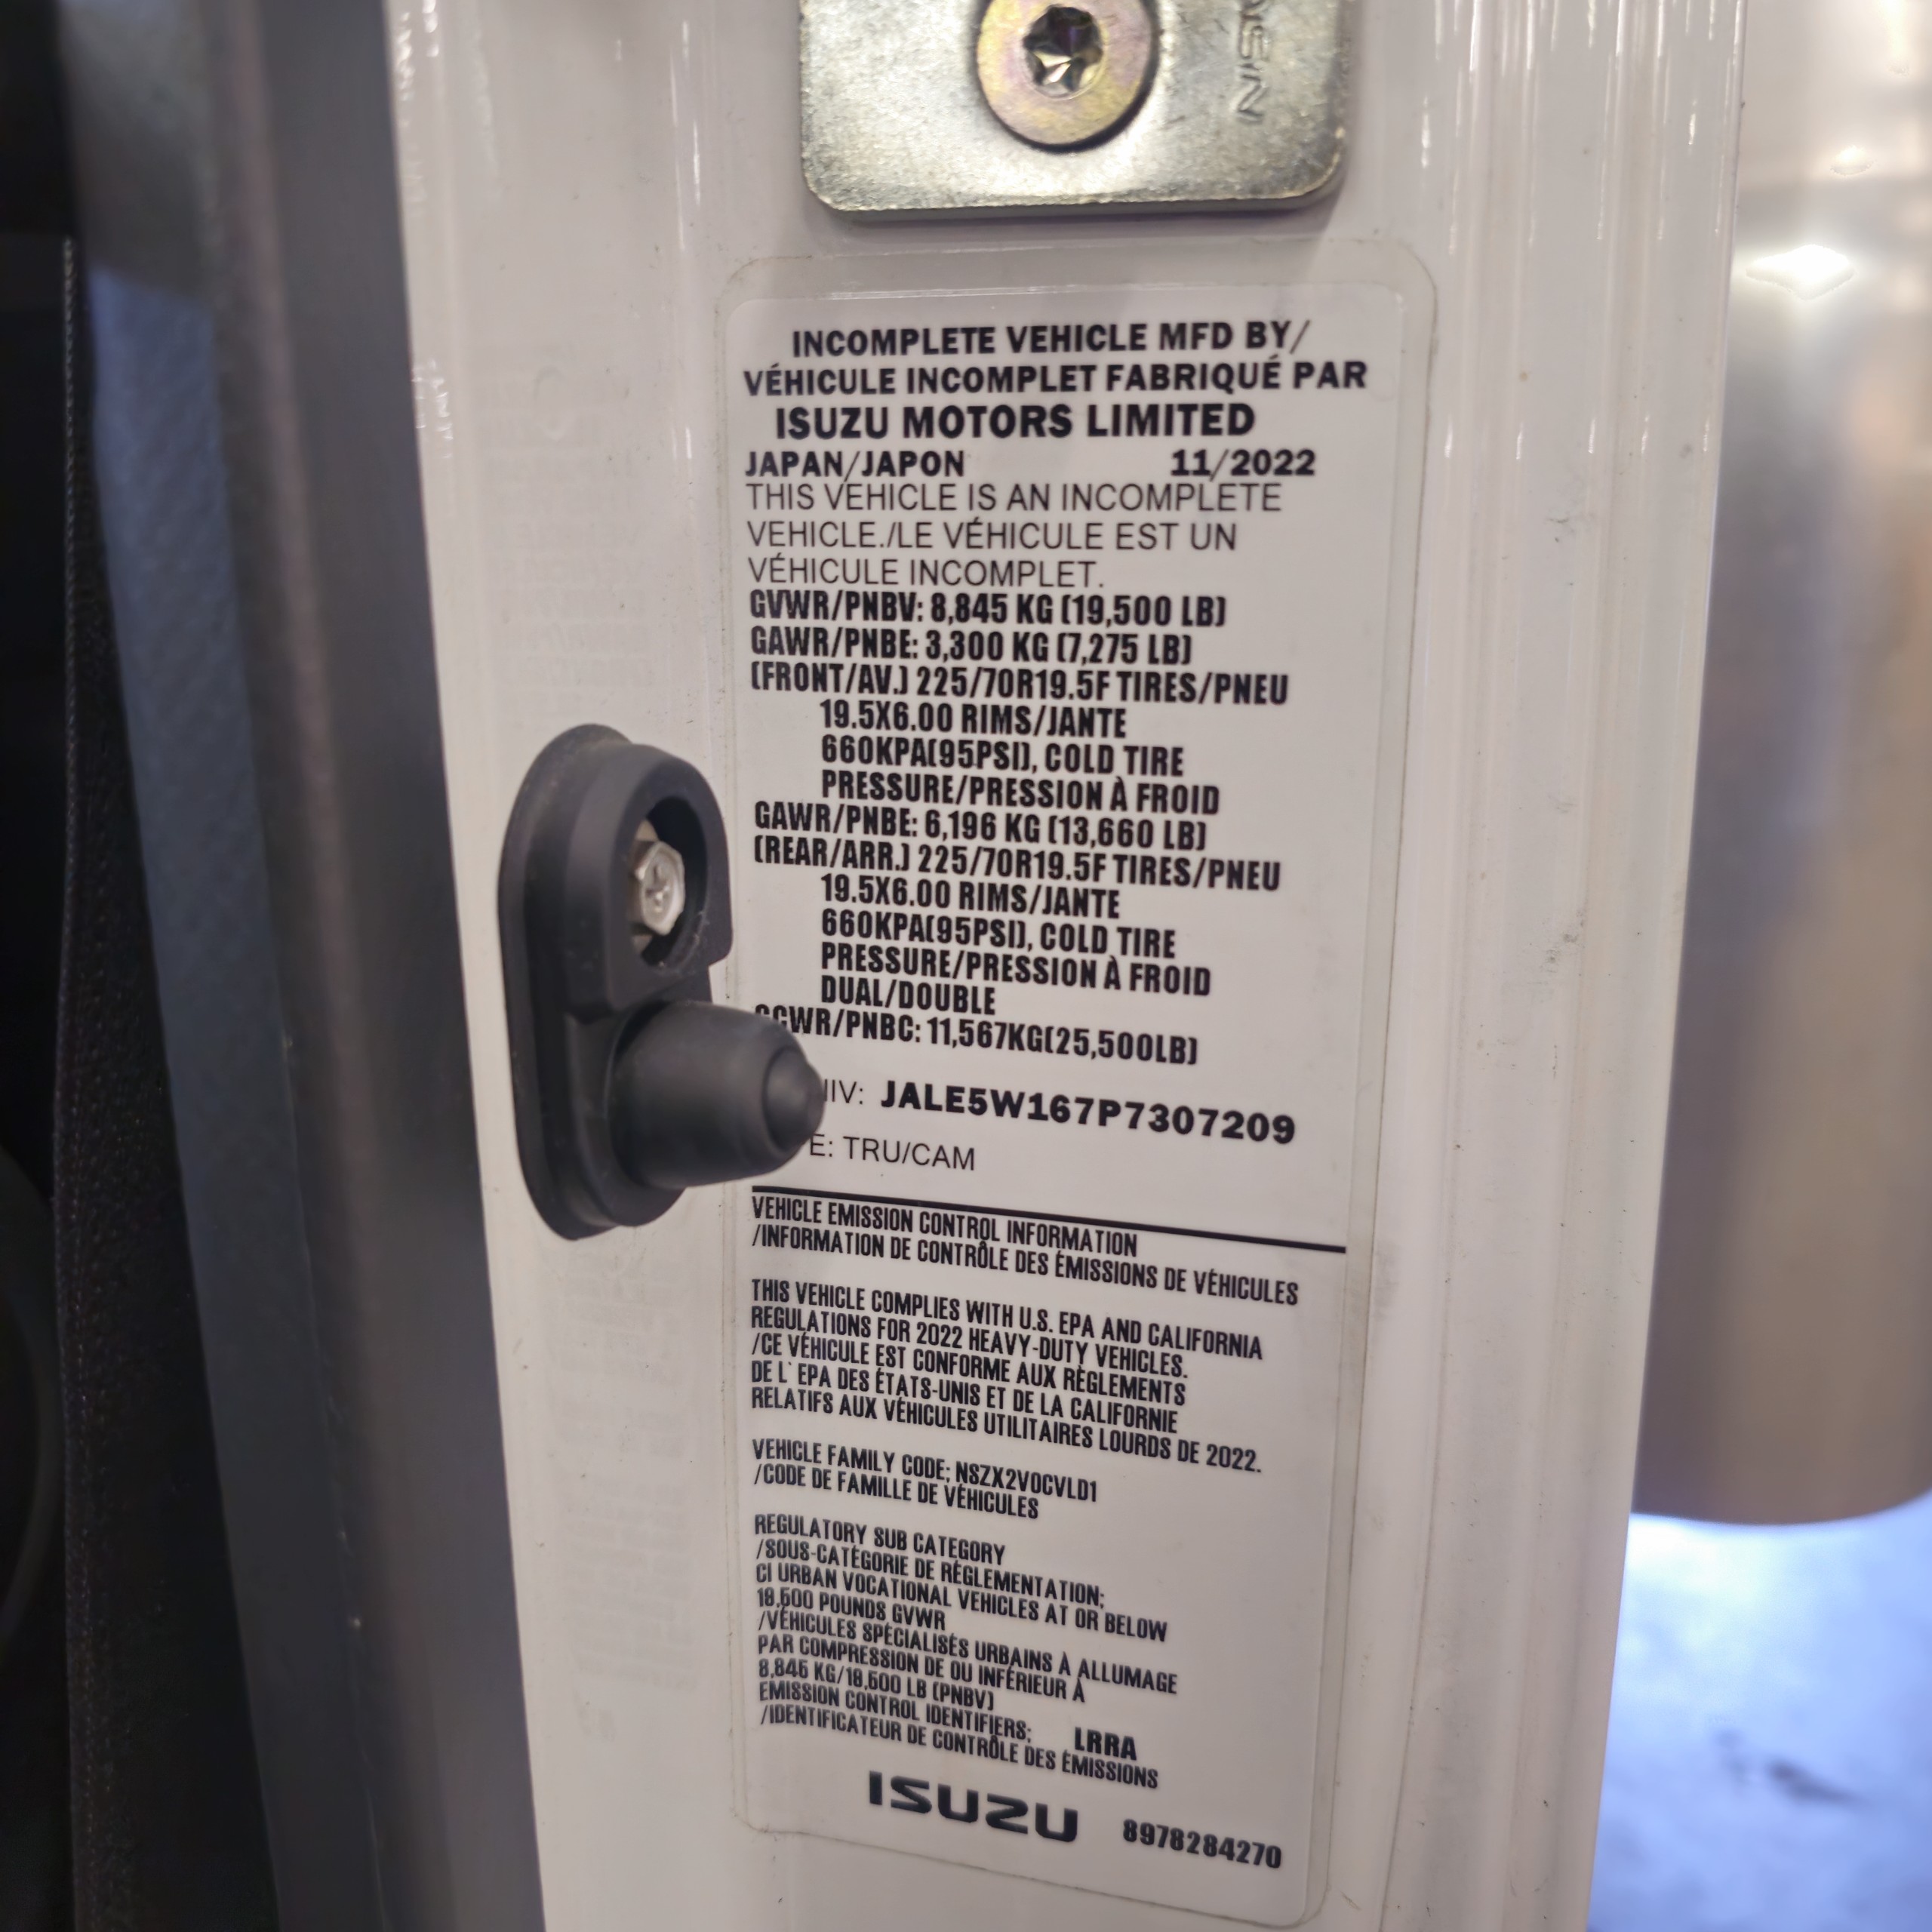 AISIN
INCOMPLETE VEHICLE MFD BY/
VÉHICULE INCOMPLET FABRIQUÉ PAR
ISUZU MOTORS LIMITED
JAPAN/JAPON 11/2022
THIS VEHICLE IS AN INCOMPLETE
VEHICLE./LE VÉHICULE EST UN
VÉHICULE INCOMPLET.
GVWR/PNBV: 8,845 KG (19,500 LB)
GAWR/PNBE: 3,300 KG (7,275 LB)
(FRONT/AV.) 225/70R19.5F TIRES/PNEU
19.5X6.00 RIMS/JANTE
660KPA(95PSI), COLD TIRE
PRESSURE/PRESSION À FROID
GAWR/PNBE: 6,196 KG (13,660 LB)
(REAR/ARR.) 225/70R19.5F TIRES/PNEU
19.5X6.00 RIMS/JANTE
660KPA(95PSI), COLD TIRE
PRESSURE/PRESSION À FROID
DUAL/DOUBLE
GCWR/PNBC: 11,567KG(25,500LB)
IV: JALE5W167P7307209
E: TRU/CAM
VEHICLE EMISSION CONTROL INFORMATION
/INFORMATION DE CONTRÔLE DES ÉMISSIONS DE VÉHICULES
THIS VEHICLE COMPLIES WITH U.S. EPA AND CALIFORNIA
REGULATIONS FOR 2022 HEAVY-DUTY VEHICLES.
/CE VÉHICULE EST CONFORME AUX RÈGLEMENTS
DE L' EPA DES ÉTATS-UNIS ET DE LA CALIFORNIE
RELATIFS AUX VÉHICULES UTILITAIRES LOURDS DE 2022.
VEHICLE FAMILY CODE; NSZX2VOCVLD1
/CODE DE FAMILLE DE VÉHICULES
REGULATORY SUB CATEGORY
/SOUS-CATÉGORIE DE RÉGLEMENTATION;
CI URBAN VOCATIONAL VEHICLES AT OR BELOW
19,500 POUNDS GVWR
/VÉHICULES SPÉCIALISÉS URBAINS À ALLUMAGE
PAR COMPRESSION DE OU INFÉRIEUR À
8,845 KG/19,500 LB (PNBV)
EMISSION CONTROL IDENTIFIERS; LRRA
/IDENTIFICATEUR DE CONTRÔLE DES ÉMISSIONS
ISUZU 8978284270